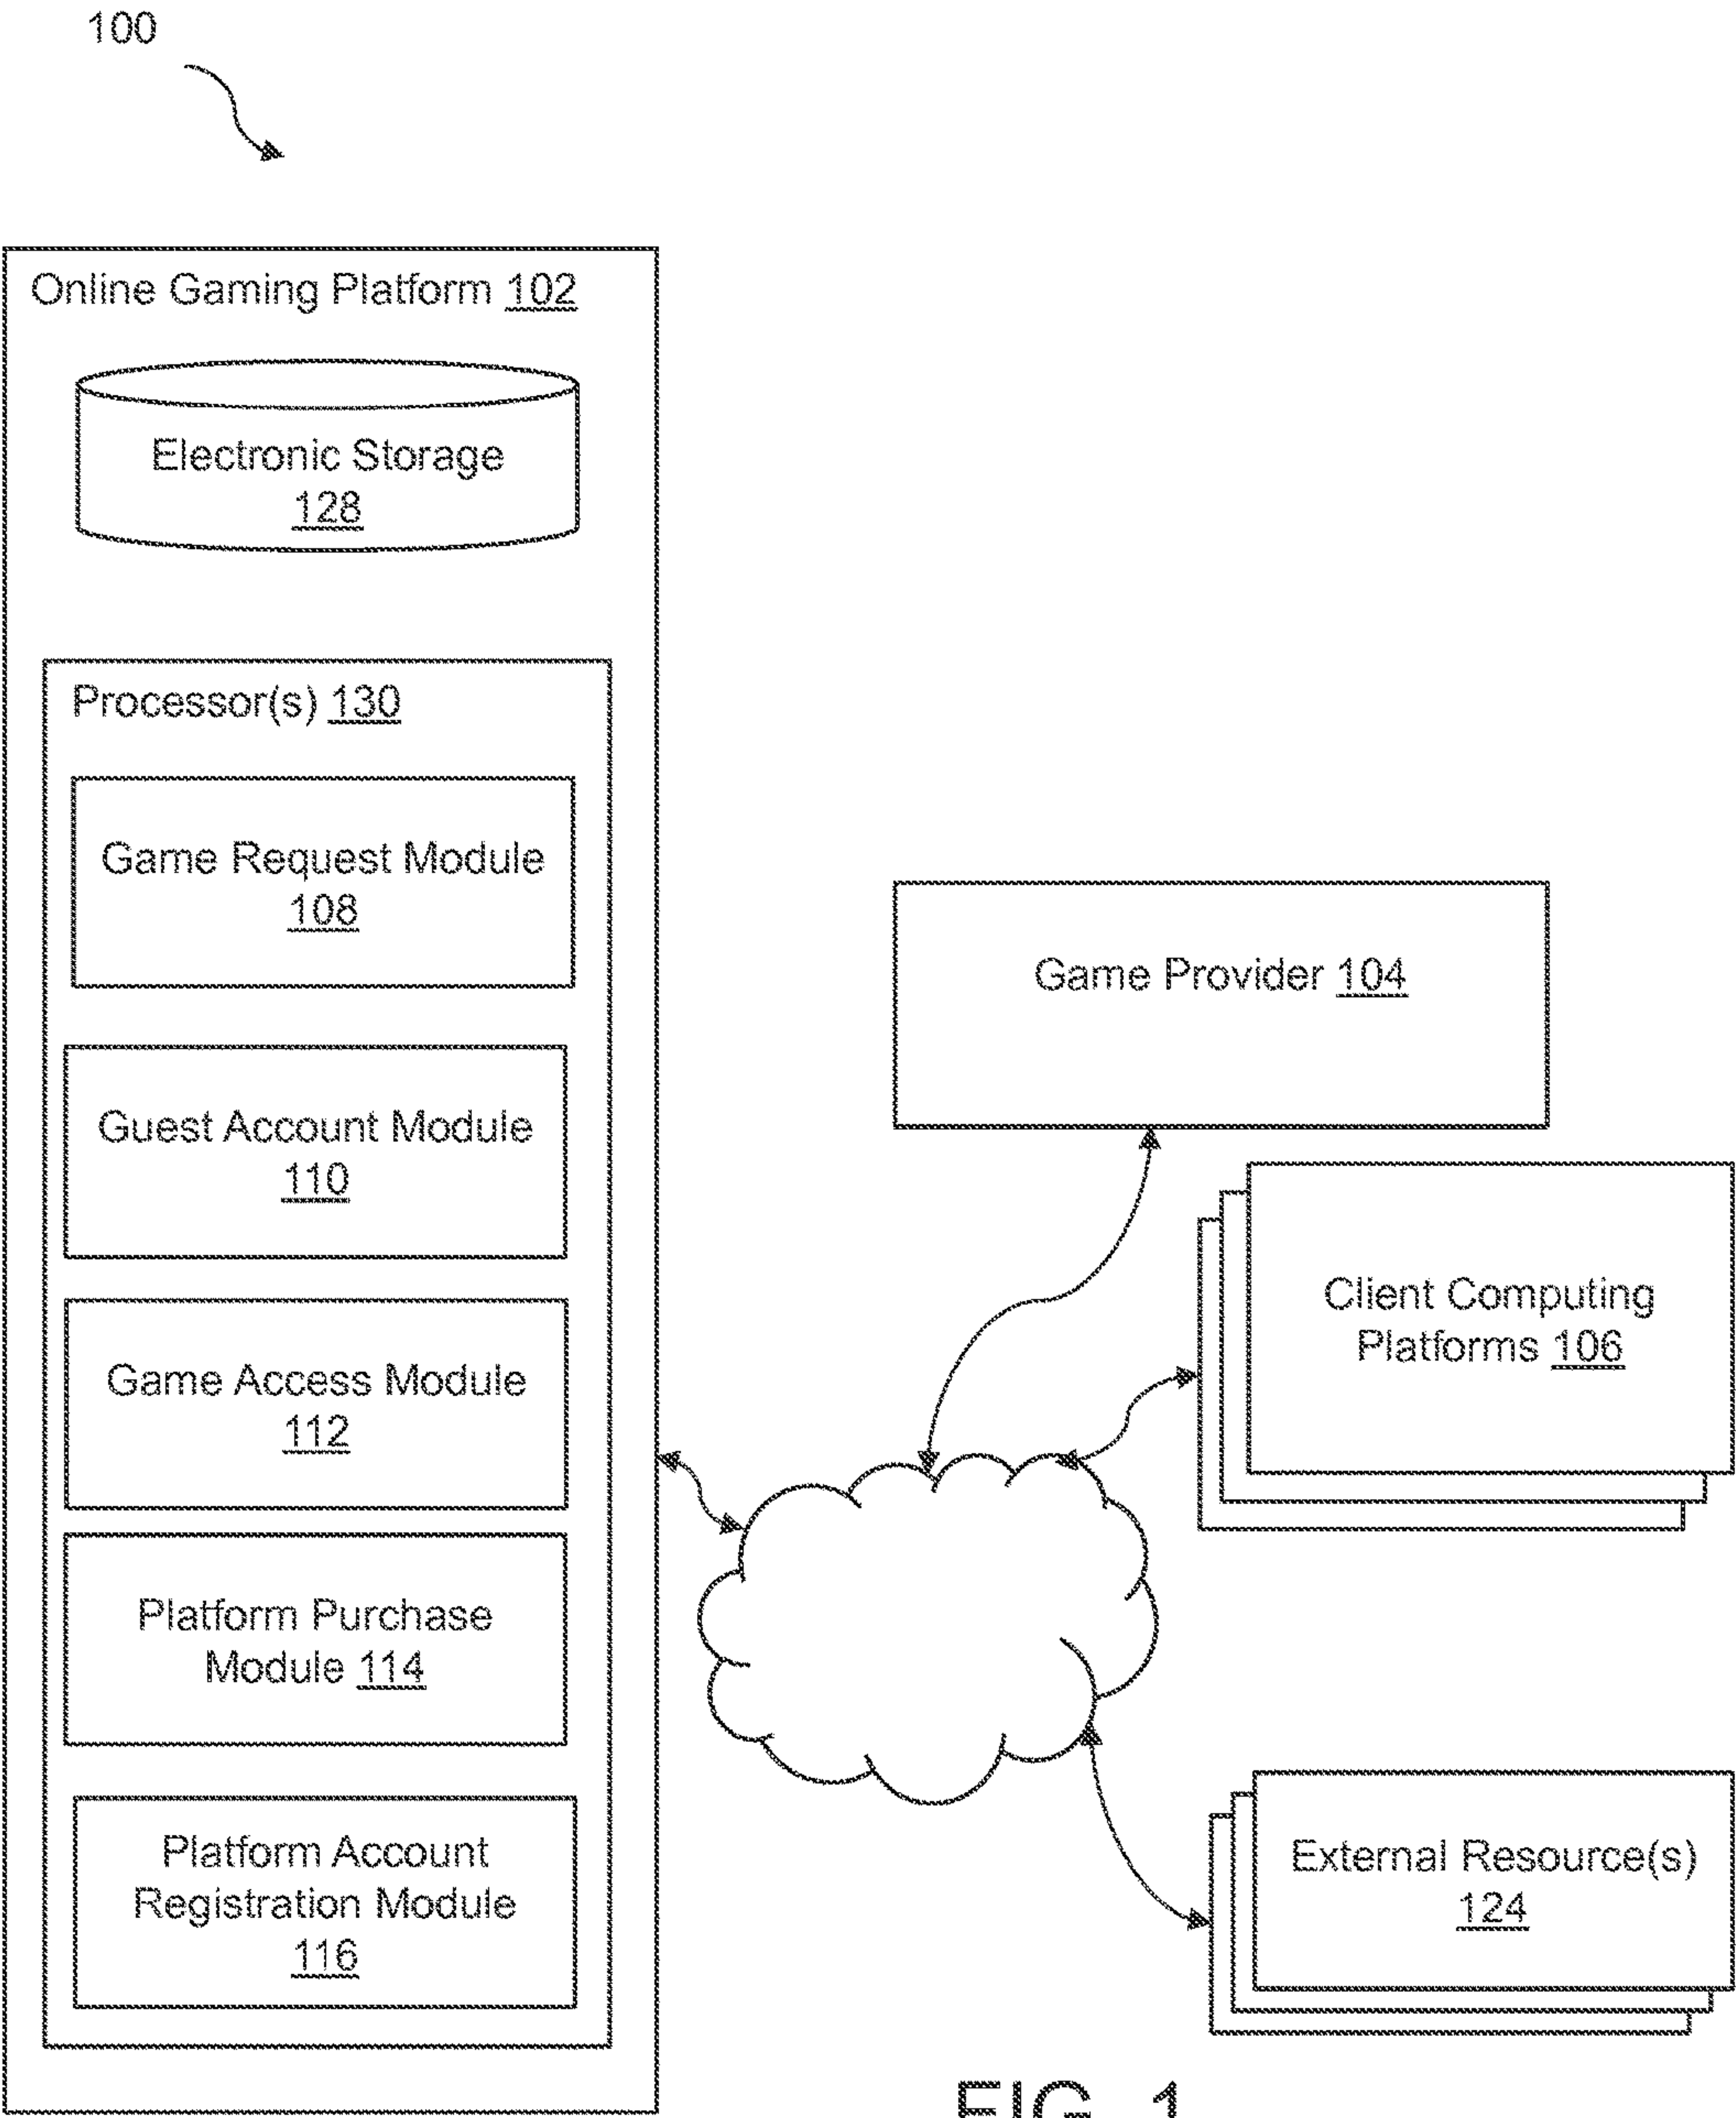 100
Online Gaming Platform 102
Electronic Storage
128
Processor(s) 130
Game Request Module
108
Guest Account Module
110
Game Access Module
112
Platform Purchase
Module 114
Platform Account
Registration Module
116
Game Provider 104
Client Computing
Platforms 106
External Resource(s)
124
FIG. 1